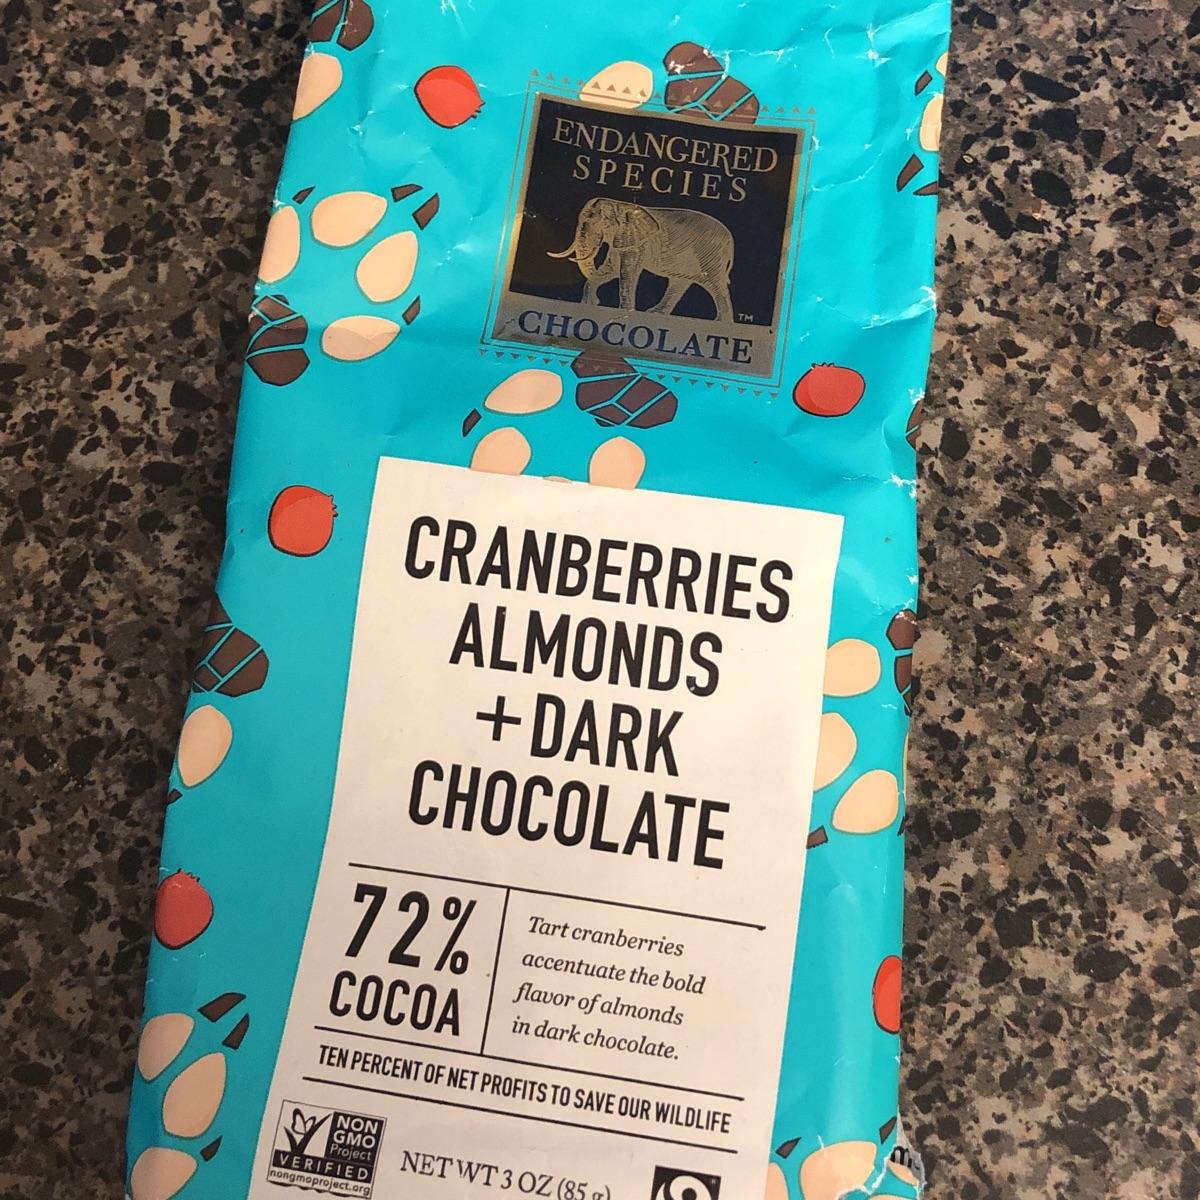 ENDANGERED
SPECIES
TM
CHOCOLATE
CRANBERRIES
ALMONDS
+DARK
CHOCOLATE
72%
COCOA
Tart cranberries
accentuate the bold
flavor of almonds
in dark chocolate.
TEN PERCENT OF NET PROFITS TO SAVE OUR WILDLIFE
NON
GMO
Project
VERIFIED
nongmoproject.org
NET WT 3 OZ (85 g)